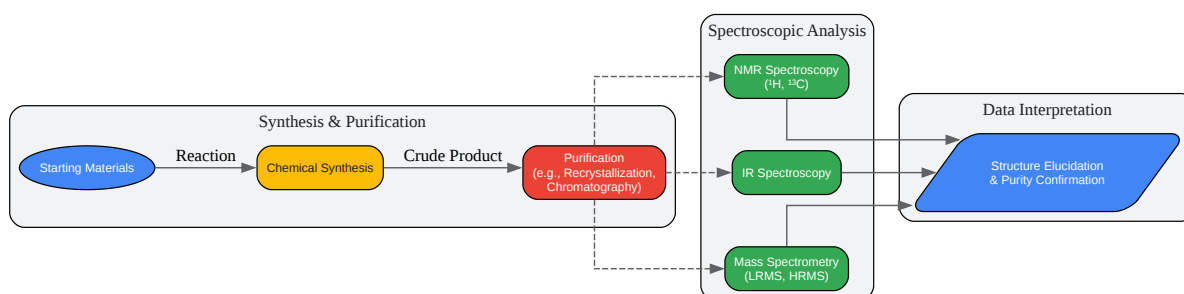 Synthesis & Purification
Starting Materials
Reaction
Chemical Synthesis
Crude Product
Purification
(e.g., Recrystallization,
Chromatography)
Spectroscopic Analysis
NMR Spectroscopy
(¹H, ¹³C)
IR Spectroscopy
Mass Spectrometry
(LRMS, HRMS)
Data Interpretation
Structure Elucidation
& Purity Confirmation